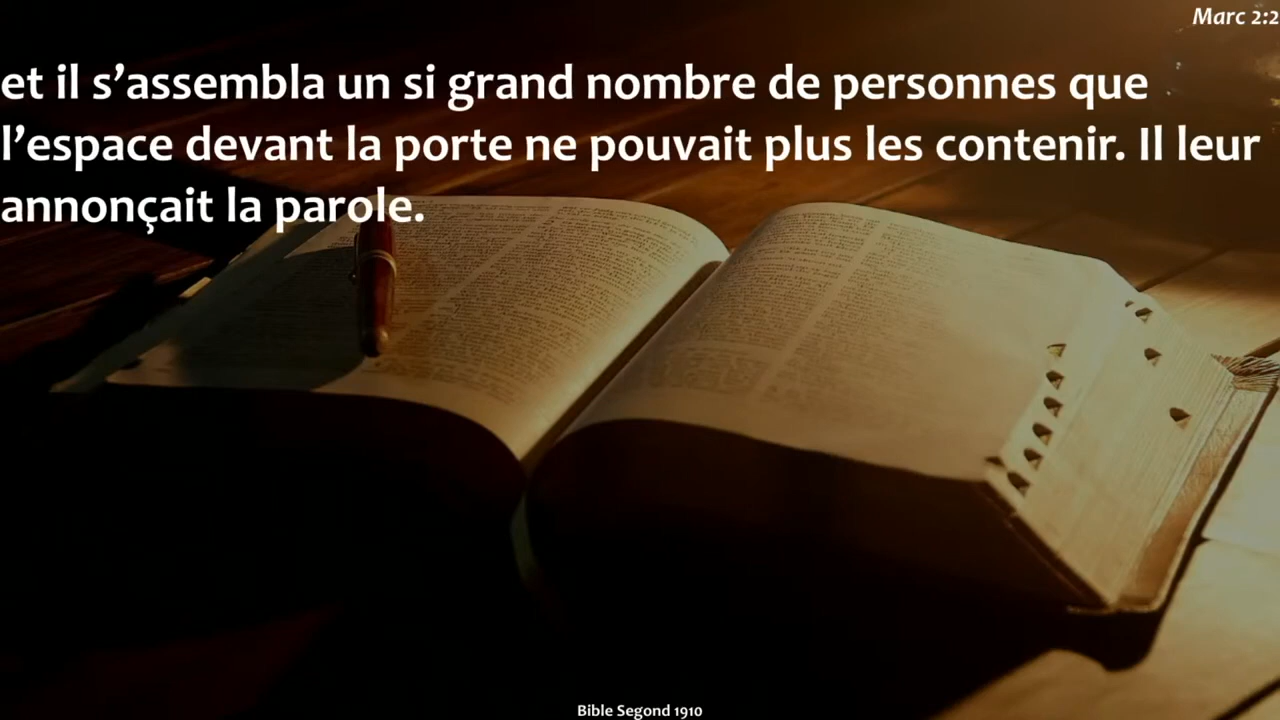 Marc 2:2
et il s’assembla un si grand nombre de personnes que
l’espace devant la porte ne pouvait plus les contenir. Il leur
annonçait la parole.
Bible Segond 1910